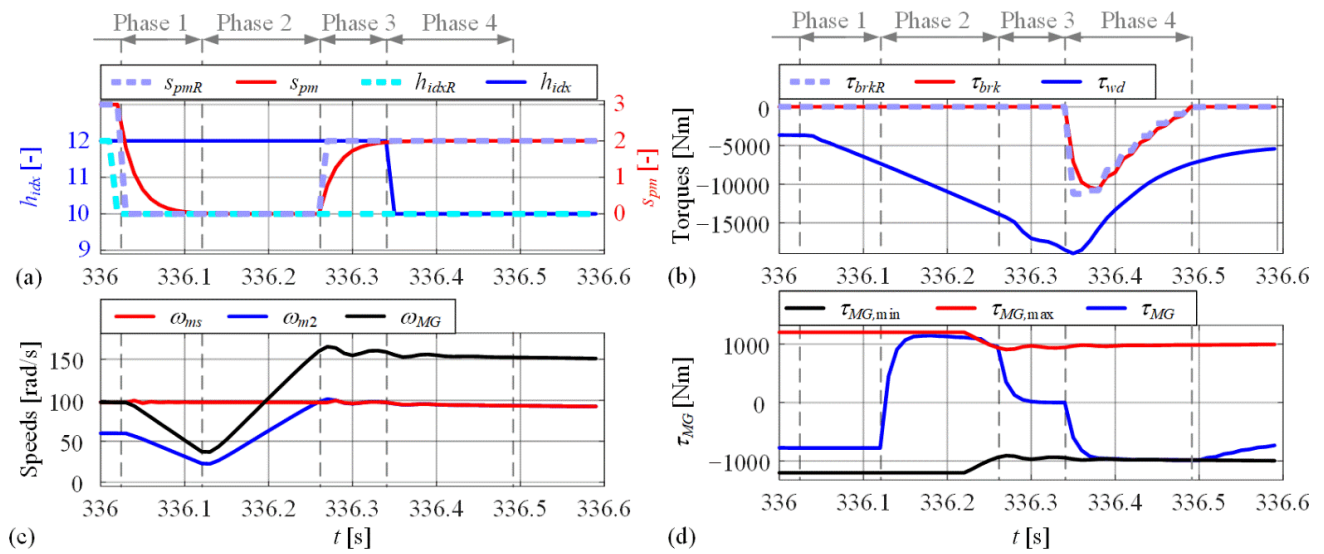 Phase 1 Phase 2 Phase 3 Phase 4
s_pmR s_pm h_idxR h_idx
12
11
10
9
h_idx [-]
3
2
1
0
s_pm [-]
(a)
336 336.1 336.2 336.3 336.4 336.5 336.6
Phase 1 Phase 2 Phase 3 Phase 4
τ_brkR τ_brk τ_wd
0
−5000
−10000
−15000
Torques [Nm]
(b)
336 336.1 336.2 336.3 336.4 336.5 336.6
ω_ms ω_m2 ω_MG
150
100
50
0
Speeds [rad/s]
336 336.1 336.2 336.3 336.4 336.5 336.6
(c)
t [s]
τ_MG,min τ_MG,max τ_MG
1000
0
−1000
τ_MG [Nm]
336 336.1 336.2 336.3 336.4 336.5 336.6
(d)
t [s]